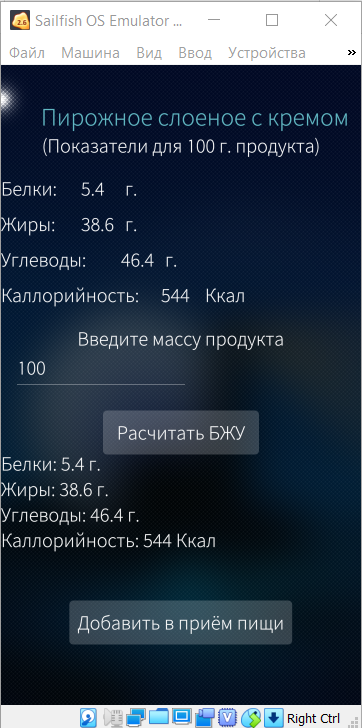 2.6 Sailfish OS Emulator ...
Файл Машина Вид Ввод Устройства »
Пирожное слоеное с кремом
(Показатели для 100 г. продукта)
Белки: 5.4 г.
Жиры: 38.6 г.
Углеводы: 46.4 г.
Каллорийность: 544 Ккал
Введите массу продукта
100
Расчитать БЖУ
Белки: 5.4 г.
Жиры: 38.6 г.
Углеводы: 46.4 г.
Каллорийность: 544 Ккал
Добавить в приём пищи
Right Ctrl